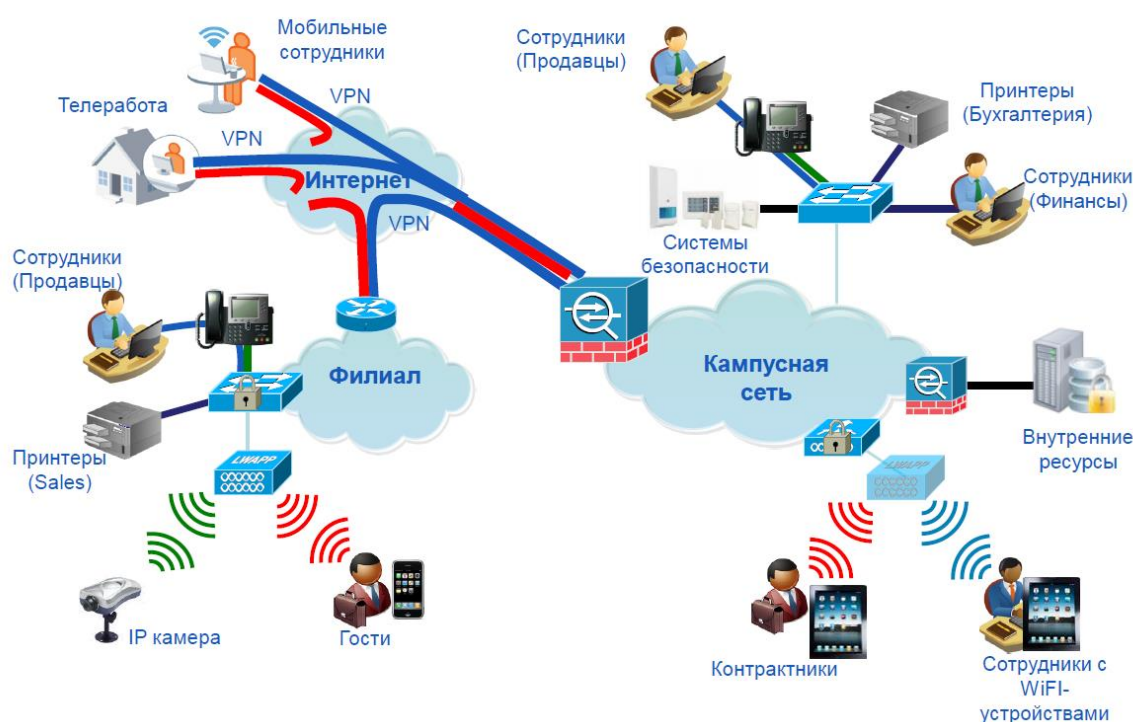 Мобильные
сотрудники
Сотрудники
(Продавцы)
VPN
Принтеры
(Бухгалтерия)
Телеработа
VPN
Интернет
Сотрудники
(Финансы)
VPN
Системы
безопасности
Сотрудники
(Продавцы)
Филиал
Кампусная
сеть
Внутренние
ресурсы
Принтеры
(Sales)
LWAPP
LWAPP
IP камера
Гости
Контрактники
Сотрудники с
WiFI-
устройствами